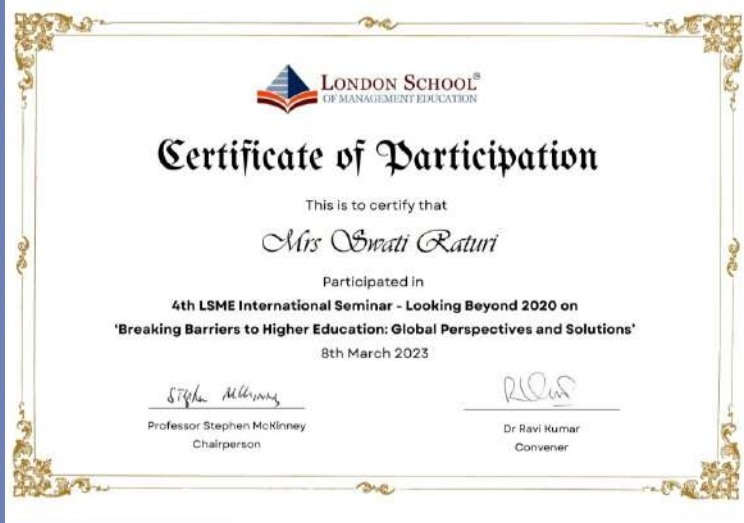 LONDON SCHOOL®
OF MANAGEMENT EDUCATION
Certificate of Participation
This is to certify that
Mrs Swati Raturi
Participated in
4th LSME International Seminar - Looking Beyond 2020 on
‘Breaking Barriers to Higher Education: Global Perspectives and Solutions’
8th March 2023
Stephen McKinney
Professor Stephen McKinney
Chairperson
Dr Ravi Kumar
Convener